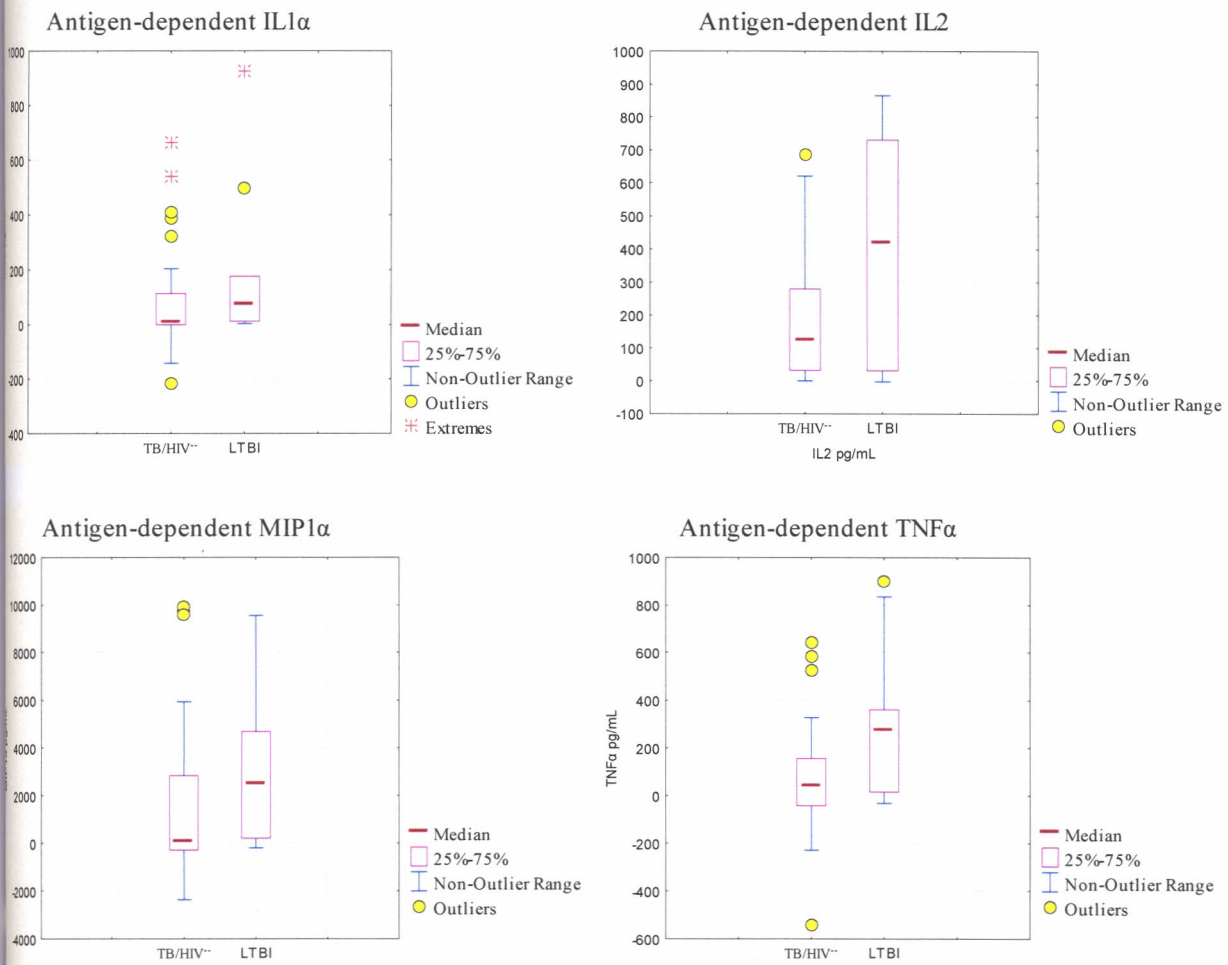 Antigen-dependent IL1α
1000
800
600
400
200
0
-200
400
TB/HIV-- LTBI
Median
25%-75%
Non-Outlier Range
Outliers
Extremes
Antigen-dependent IL2
1000
900
800
700
600
500
400
300
200
100
0
-100
TB/HIV-- LTBI
IL2 pg/mL
Median
25%-75%
Non-Outlier Range
Outliers
Antigen-dependent MIP1α
12000
10000
8000
6000
4000
2000
0
-2000
4000
TB/HIV-- LTBI
Median
25%-75%
Non-Outlier Range
Outliers
Antigen-dependent TNFα
TNFα pg/mL
1000
800
600
400
200
0
-200
-400
-600
TB/HIV-- LTBI
Median
25%-75%
Non-Outlier Range
Outliers